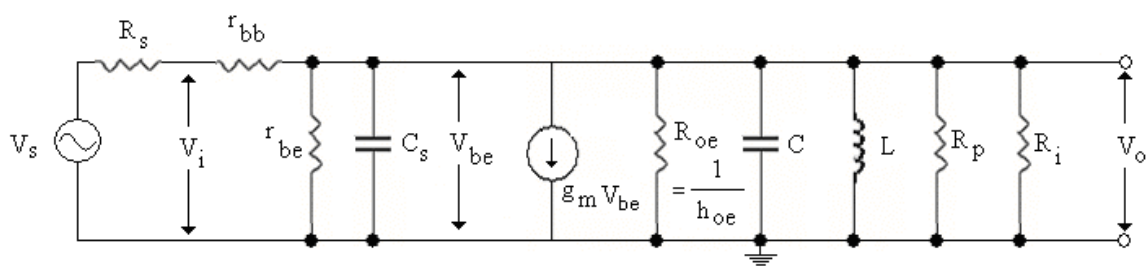 R_s
r_bb
V_s
V_i
r_be
C_s
V_be
g_m V_be
R_oe
= 1/h_oe
C
L
R_p
R_i
V_o